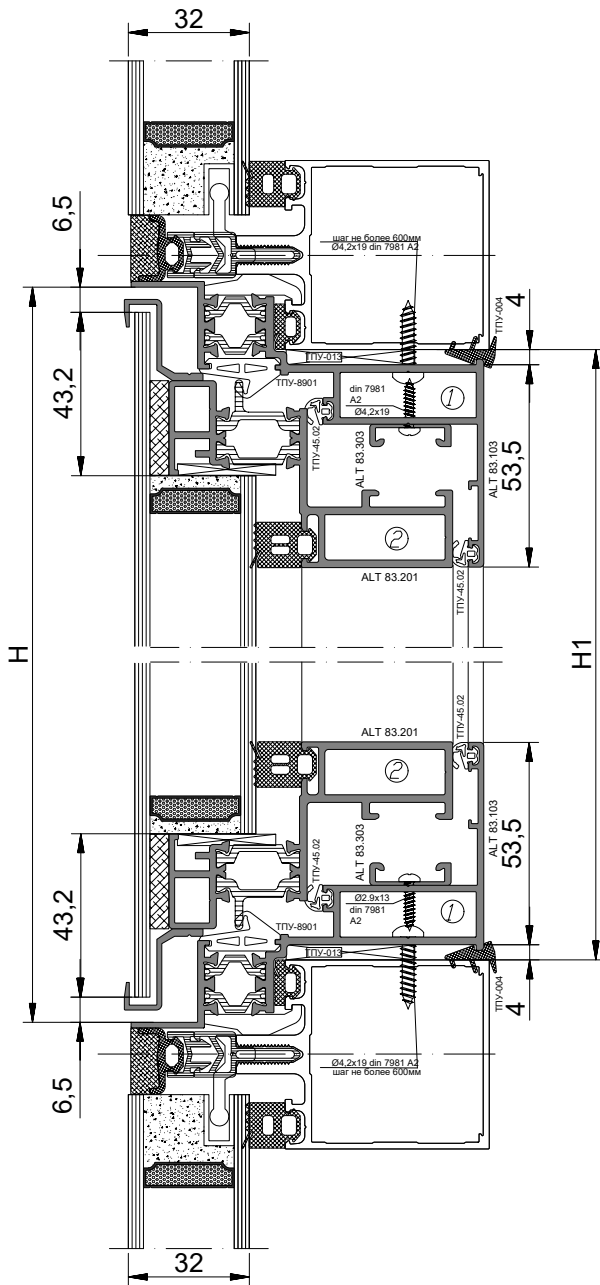 32
6,5
шаг не более 600мм
Ø4,2x19 din 7981 A2
4
ТПУ-004
ТПУ-013
43,2
ТПУ-8901
din 7981
A2
Ø4,2x19
1
ТПУ-45.02
ALT 83.303
ALT 83.103
53,5
2
ALT 83.201
ТПУ-45.02
H
H1
ТПУ-45.02
ALT 83.201
2
ALT 83.103
53,5
ALT 83.303
ТПУ-45.02
43,2
Ø2.9x13
din 7981
A2
1
ТПУ-8901
ТПУ-013
4
ТПУ-004
6,5
Ø4,2x19 din 7981 A2
шаг не более 600мм
32